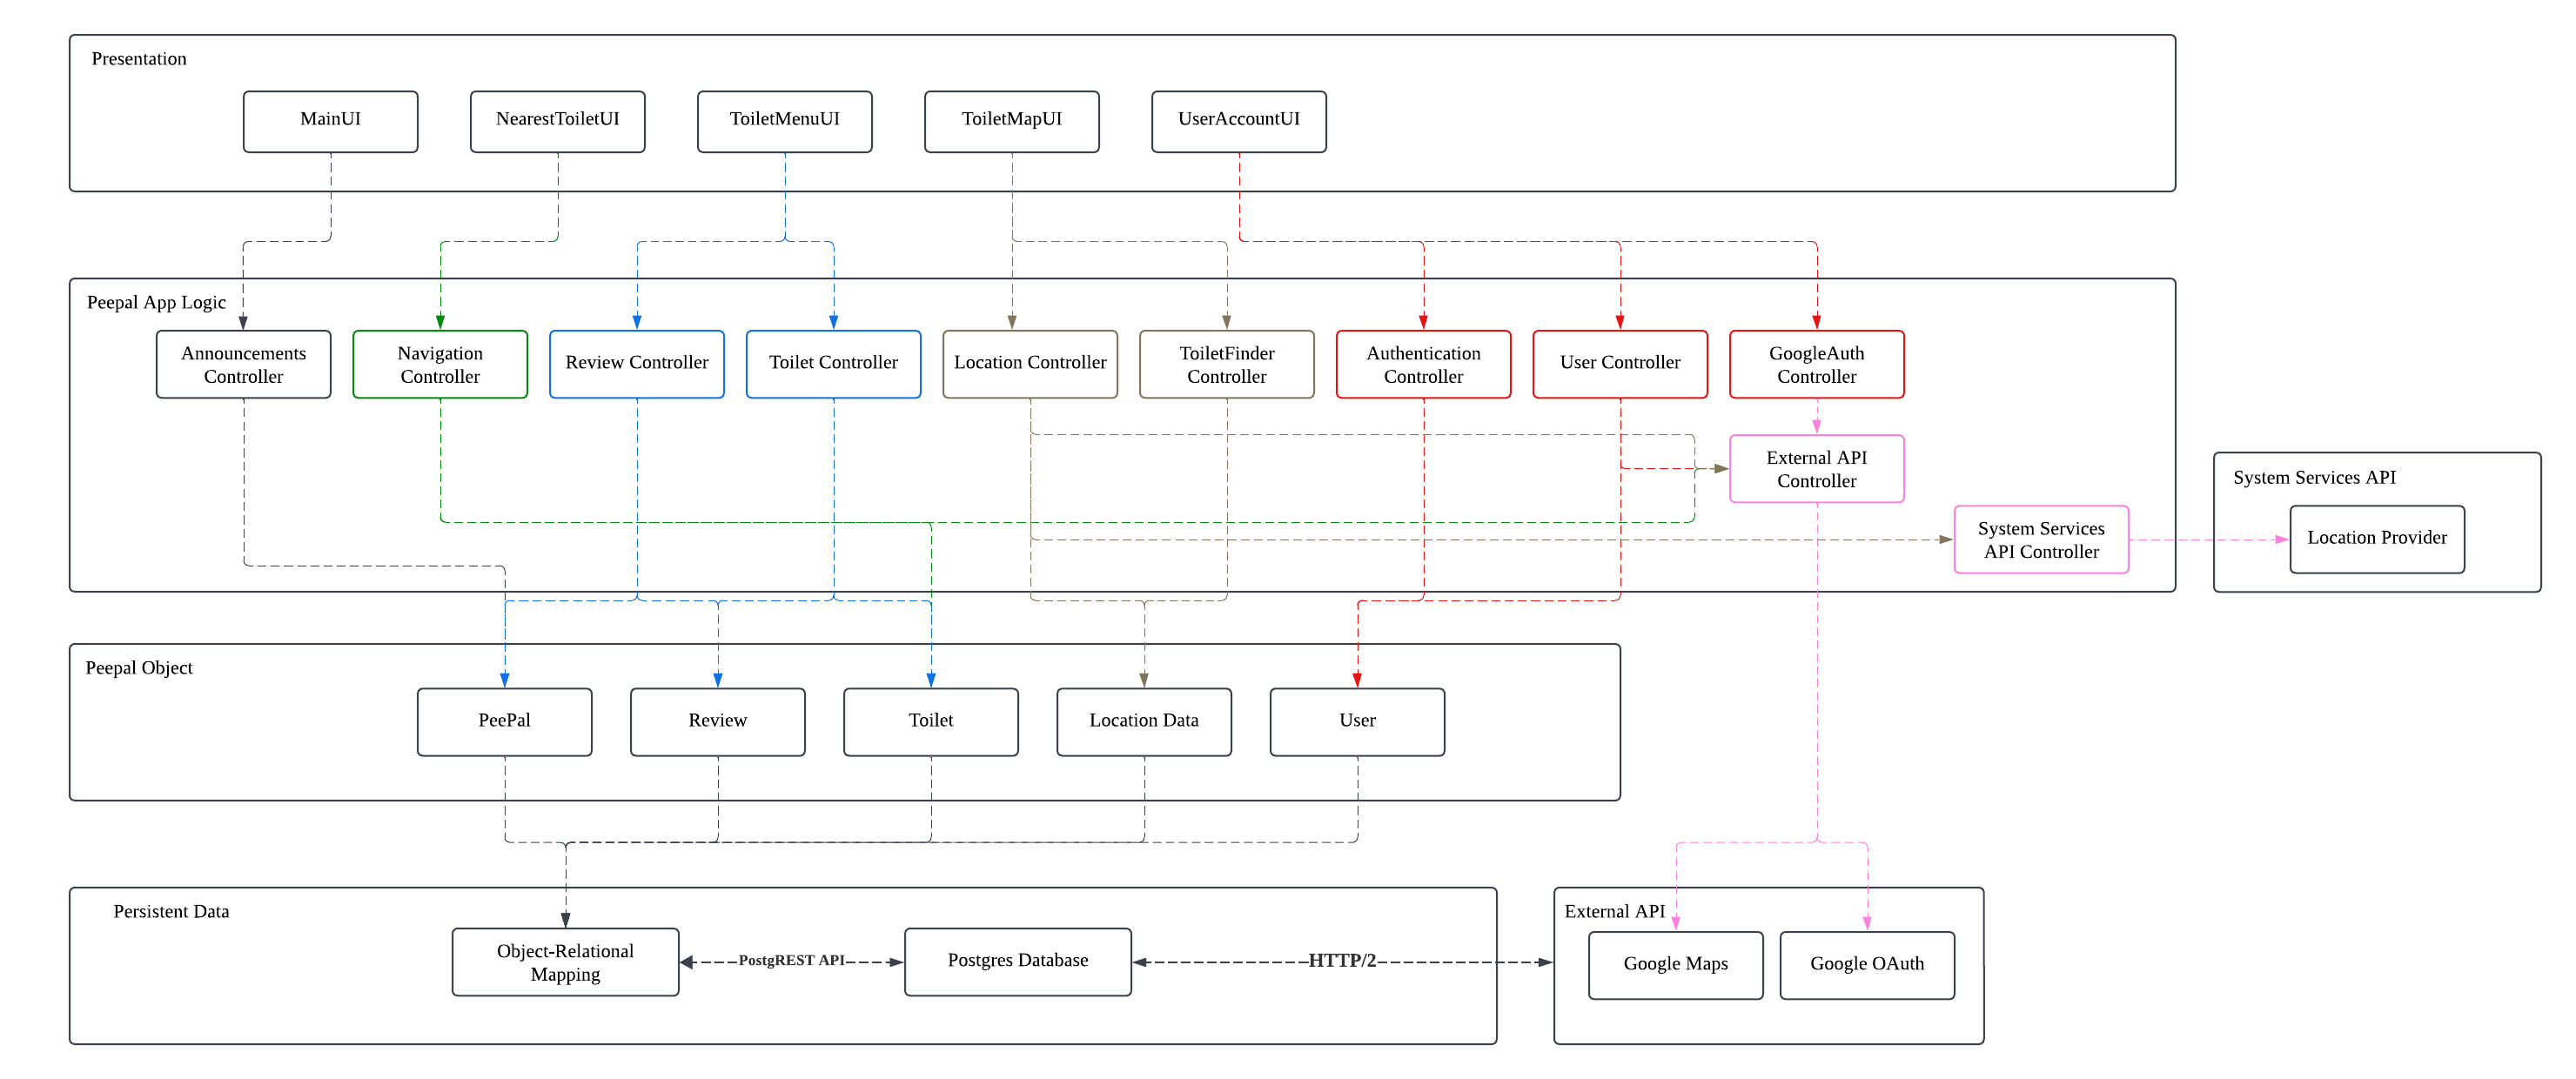 Presentation
MainUI
NearestToiletUI
ToiletMenuUI
ToiletMapUI
UserAccountUI
Peepal App Logic
Announcements
Controller
Navigation
Controller
Review Controller
Toilet Controller
Location Controller
ToiletFinder
Controller
Authentication
Controller
User Controller
GoogleAuth
Controller
External API
Controller
System Services
API Controller
System Services API
Location Provider
Peepal Object
PeePal
Review
Toilet
Location Data
User
Persistent Data
Object-Relational
Mapping
PostgREST API
Postgres Database
HTTP/2
External API
Google Maps
Google OAuth